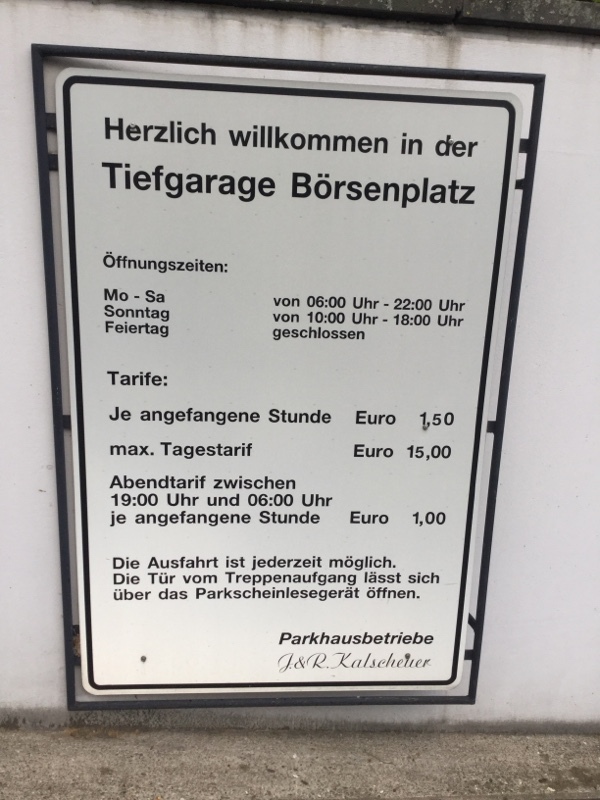 Herzlich willkommen in der
Tiefgarage Börsenplatz
Öffnungszeiten:
Mo - Sa von 06:00 Uhr - 22:00 Uhr
Sonntag von 10:00 Uhr - 18:00 Uhr
Feiertag geschlossen
Tarife:
Je angefangene Stunde Euro 1,50
max. Tagestarif Euro 15,00
Abendtarif zwischen
19:00 Uhr und 06:00 Uhr
je angefangene Stunde Euro 1,00
Die Ausfahrt ist jederzeit möglich.
Die Tür vom Treppenaufgang lässt sich
über das Parkscheinlesegerät öffnen.
Parkhausbetriebe
J.&R. Kalscheuer